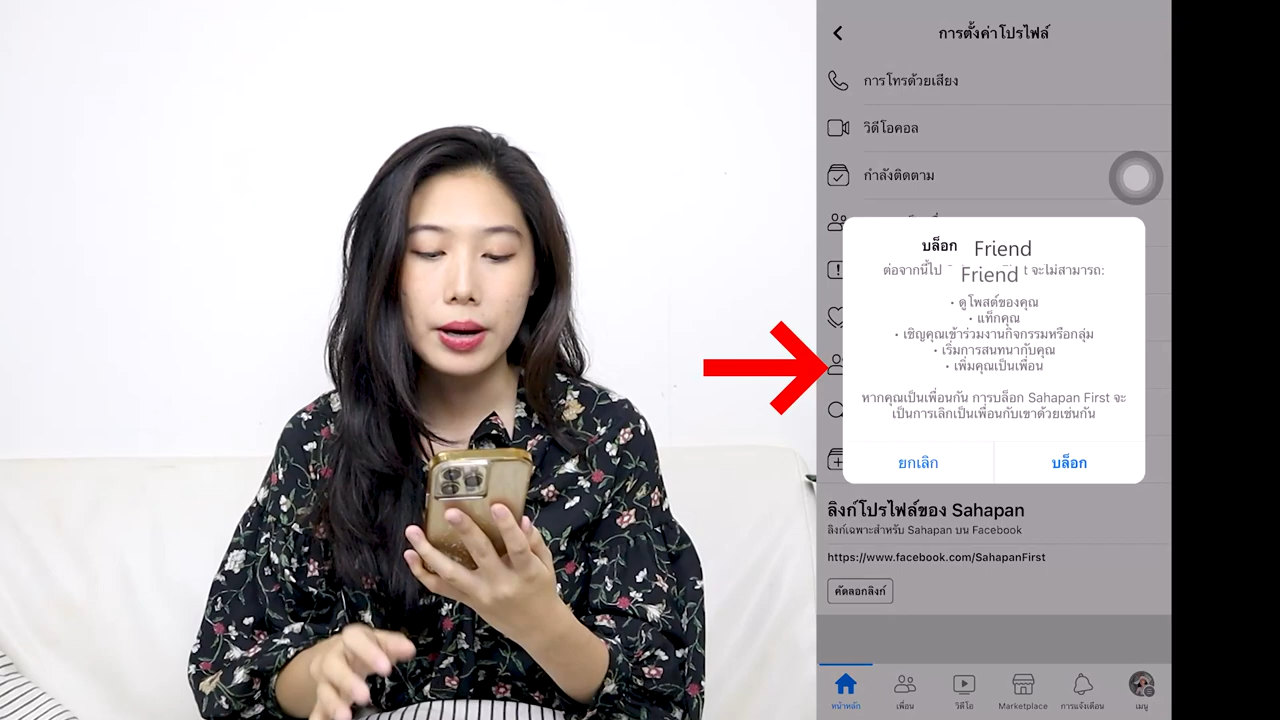 การตั้งค่าโปรไฟล์
การโทรด้วยเสียง
วิดีโอคอล
กำลังติดตาม
บล็อก Friend
ต่อจากนี้ไป Friend จะไม่สามารถ:
• ดูโพสต์ของคุณ
• แท็กคุณ
• เชิญคุณเข้าร่วมงานกิจกรรมหรือกลุ่ม
• เริ่มการสนทนากับคุณ
• เพิ่มคุณเป็นเพื่อน
หากคุณเป็นเพื่อนกัน การบล็อก Sahapan First จะ
เป็นการเลิกเป็นเพื่อนกับเขาด้วยเช่นกัน
ยกเลิก บล็อก
ลิงก์โปรไฟล์ของ Sahapan
ลิงก์เฉพาะสำหรับ Sahapan บน Facebook
https://www.facebook.com/SahapanFirst
คัดลอกลิงก์
หน้าหลัก เพื่อน วิดีโอ Marketplace การแจ้งเตือน เมนู